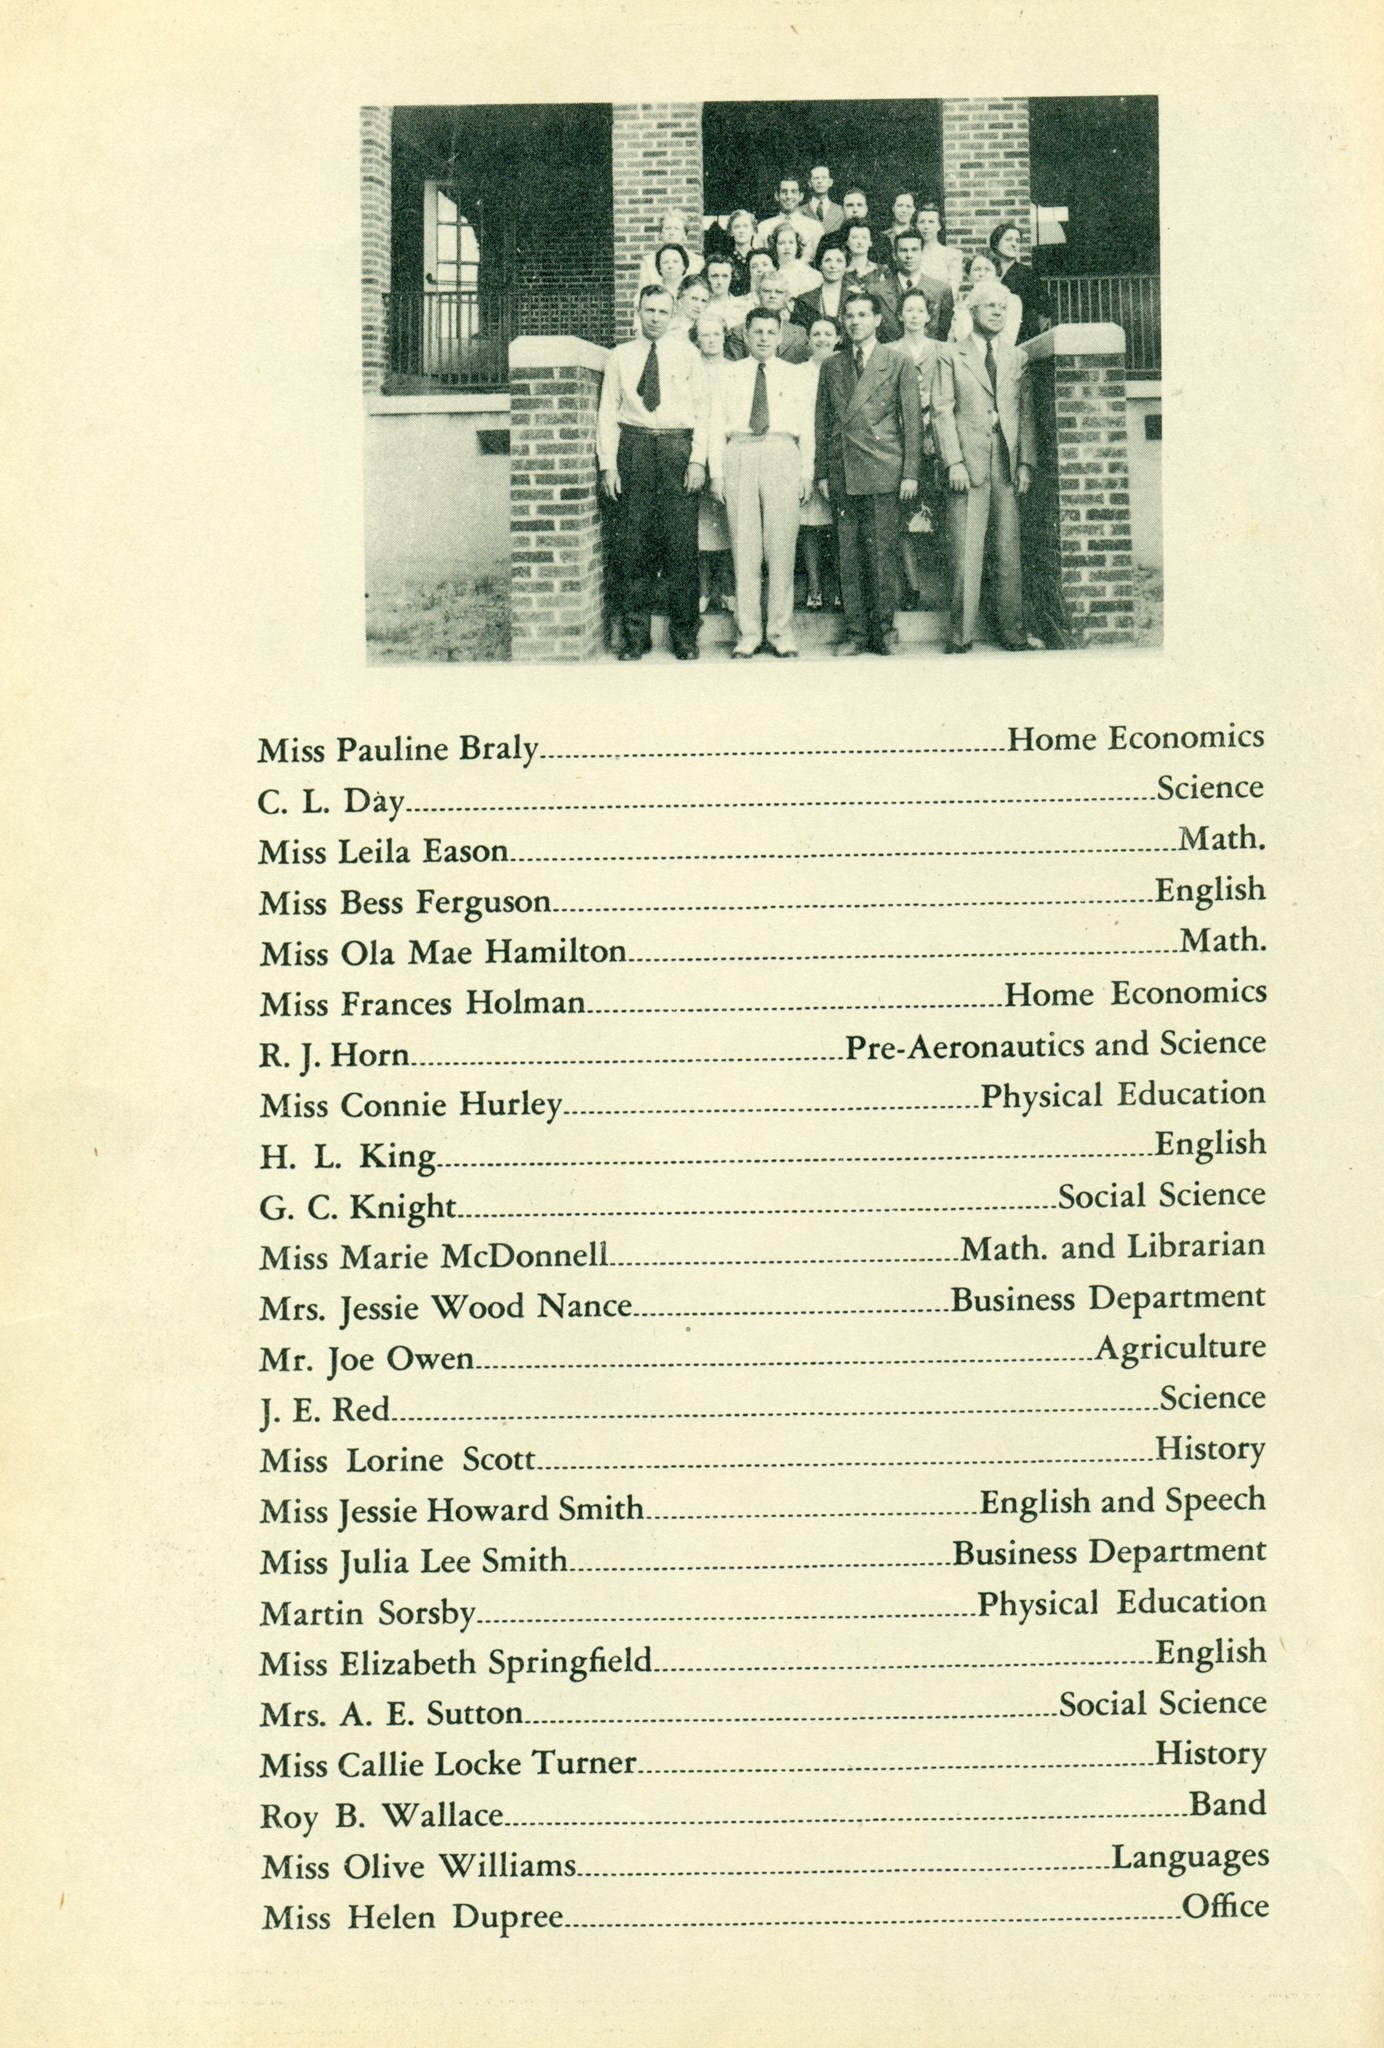 Miss Pauline Braly Home Economics
C. L. Day Science
Miss Leila Eason Math.
Miss Bess Ferguson English
Miss Ola Mae Hamilton Math.
Miss Frances Holman Home Economics
R. J. Horn Pre-Aeronautics and Science
Miss Connie Hurley Physical Education
H. L. King English
G. C. Knight Social Science
Miss Marie McDonnell Math. and Librarian
Mrs. Jessie Wood Nance Business Department
Mr. Joe Owen Agriculture
J. E. Red Science
Miss Lorine Scott History
Miss Jessie Howard Smith English and Speech
Miss Julia Lee Smith Business Department
Martin Sorsby Physical Education
Miss Elizabeth Springfield English
Mrs. A. E. Sutton Social Science
Miss Callie Locke Turner History
Roy B. Wallace Band
Miss Olive Williams Languages
Miss Helen Dupree Office